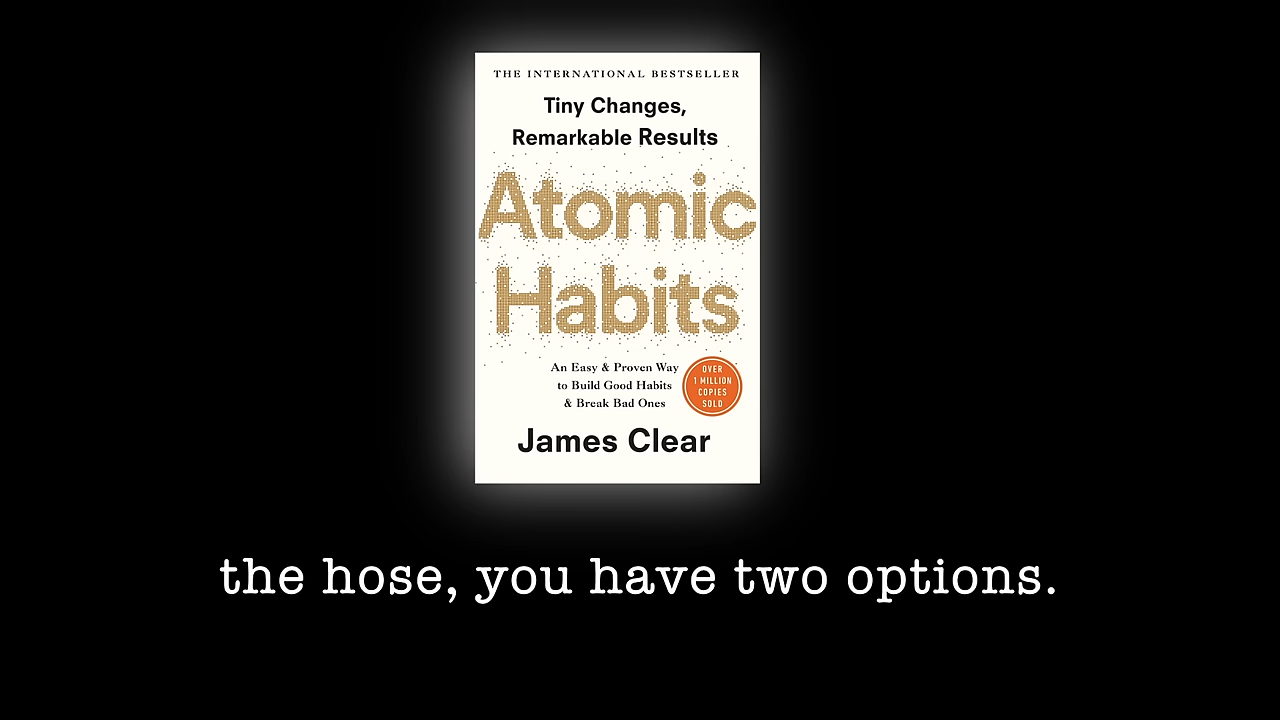 THE INTERNATIONAL BESTSELLER
Tiny Changes,
Remarkable Results
Atomic
Habits
An Easy & Proven Way
to Build Good Habits
& Break Bad Ones
OVER
1 MILLION
COPIES
SOLD
James Clear
the hose, you have two options.